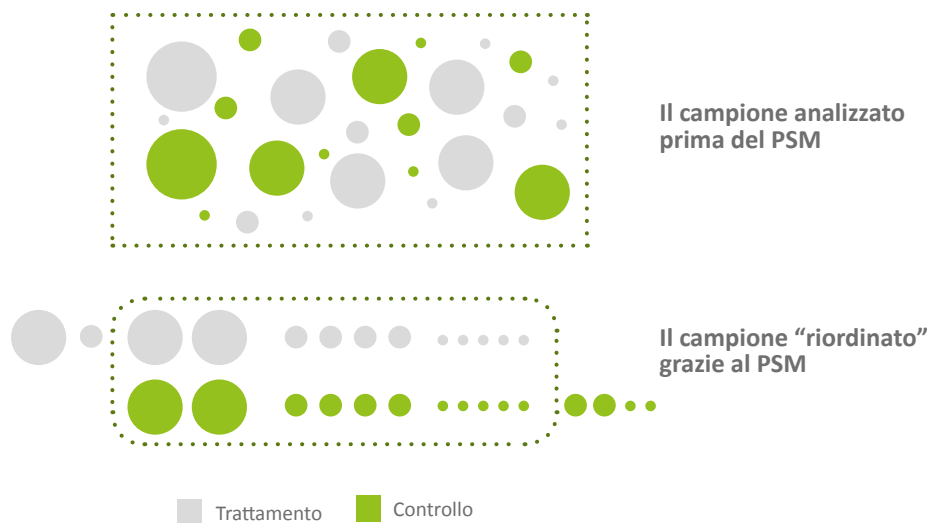 Il campione analizzato
prima del PSM
Il campione “riordinato”
grazie al PSM
Trattamento
Controllo